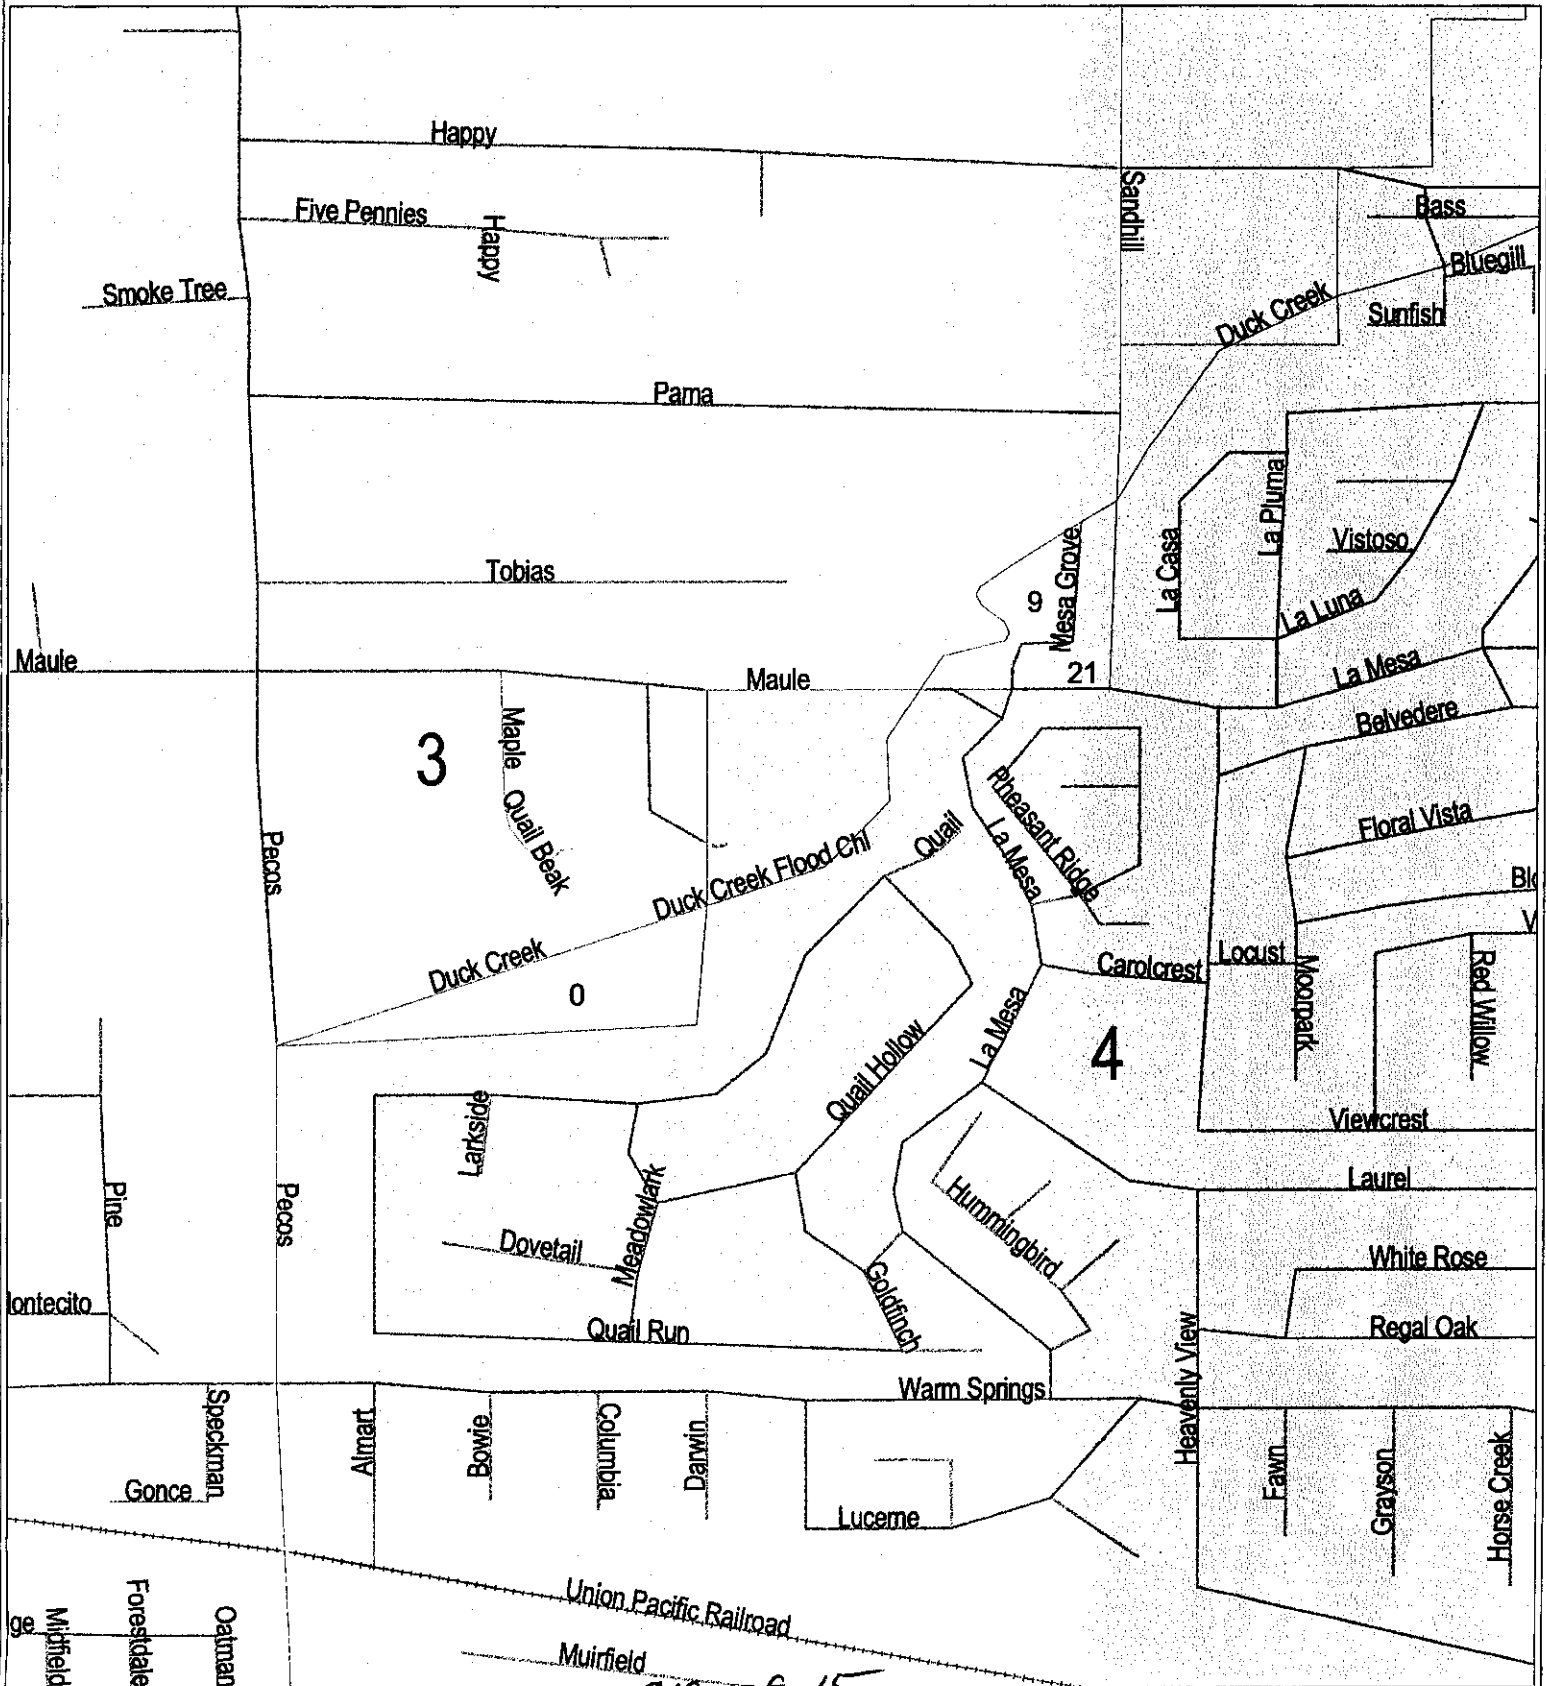 Happy
Sandhill
Five Pennies
Happy
Bass
Bluegill
Smoke Tree
Duck Creek
Sunfish
Pama
La Pluma
La Casa
Vistoso
Mesa Grove
Tobias
9
La Luna
Maule
Maule
21
La Mesa
Belvedere
Maple
3
Pheasant Ridge
Quail Beak
Quail
La Mesa
Floral Vista
Pecos
Duck Creek Flood Chl
Duck Creek
0
Carolcrest
Locust
Moorpark
Red Willow
La Mesa
Quail Hollow
4
Larkside
Viewcrest
Pine
Pecos
Meadowlark
Laurel
Hummingbird
Dovetail
White Rose
Goldfinch
lontecito
Quail Run
Regal Oak
Heavenly View
Warm Springs
Speckman
Almart
Bowie
Columbia
Darwin
Fawn
Grayson
Horse Creek
Gonce
Lucerne
Union Pacific Railroad
ge
Midfield
Forestdale
Oatman
Muirfield